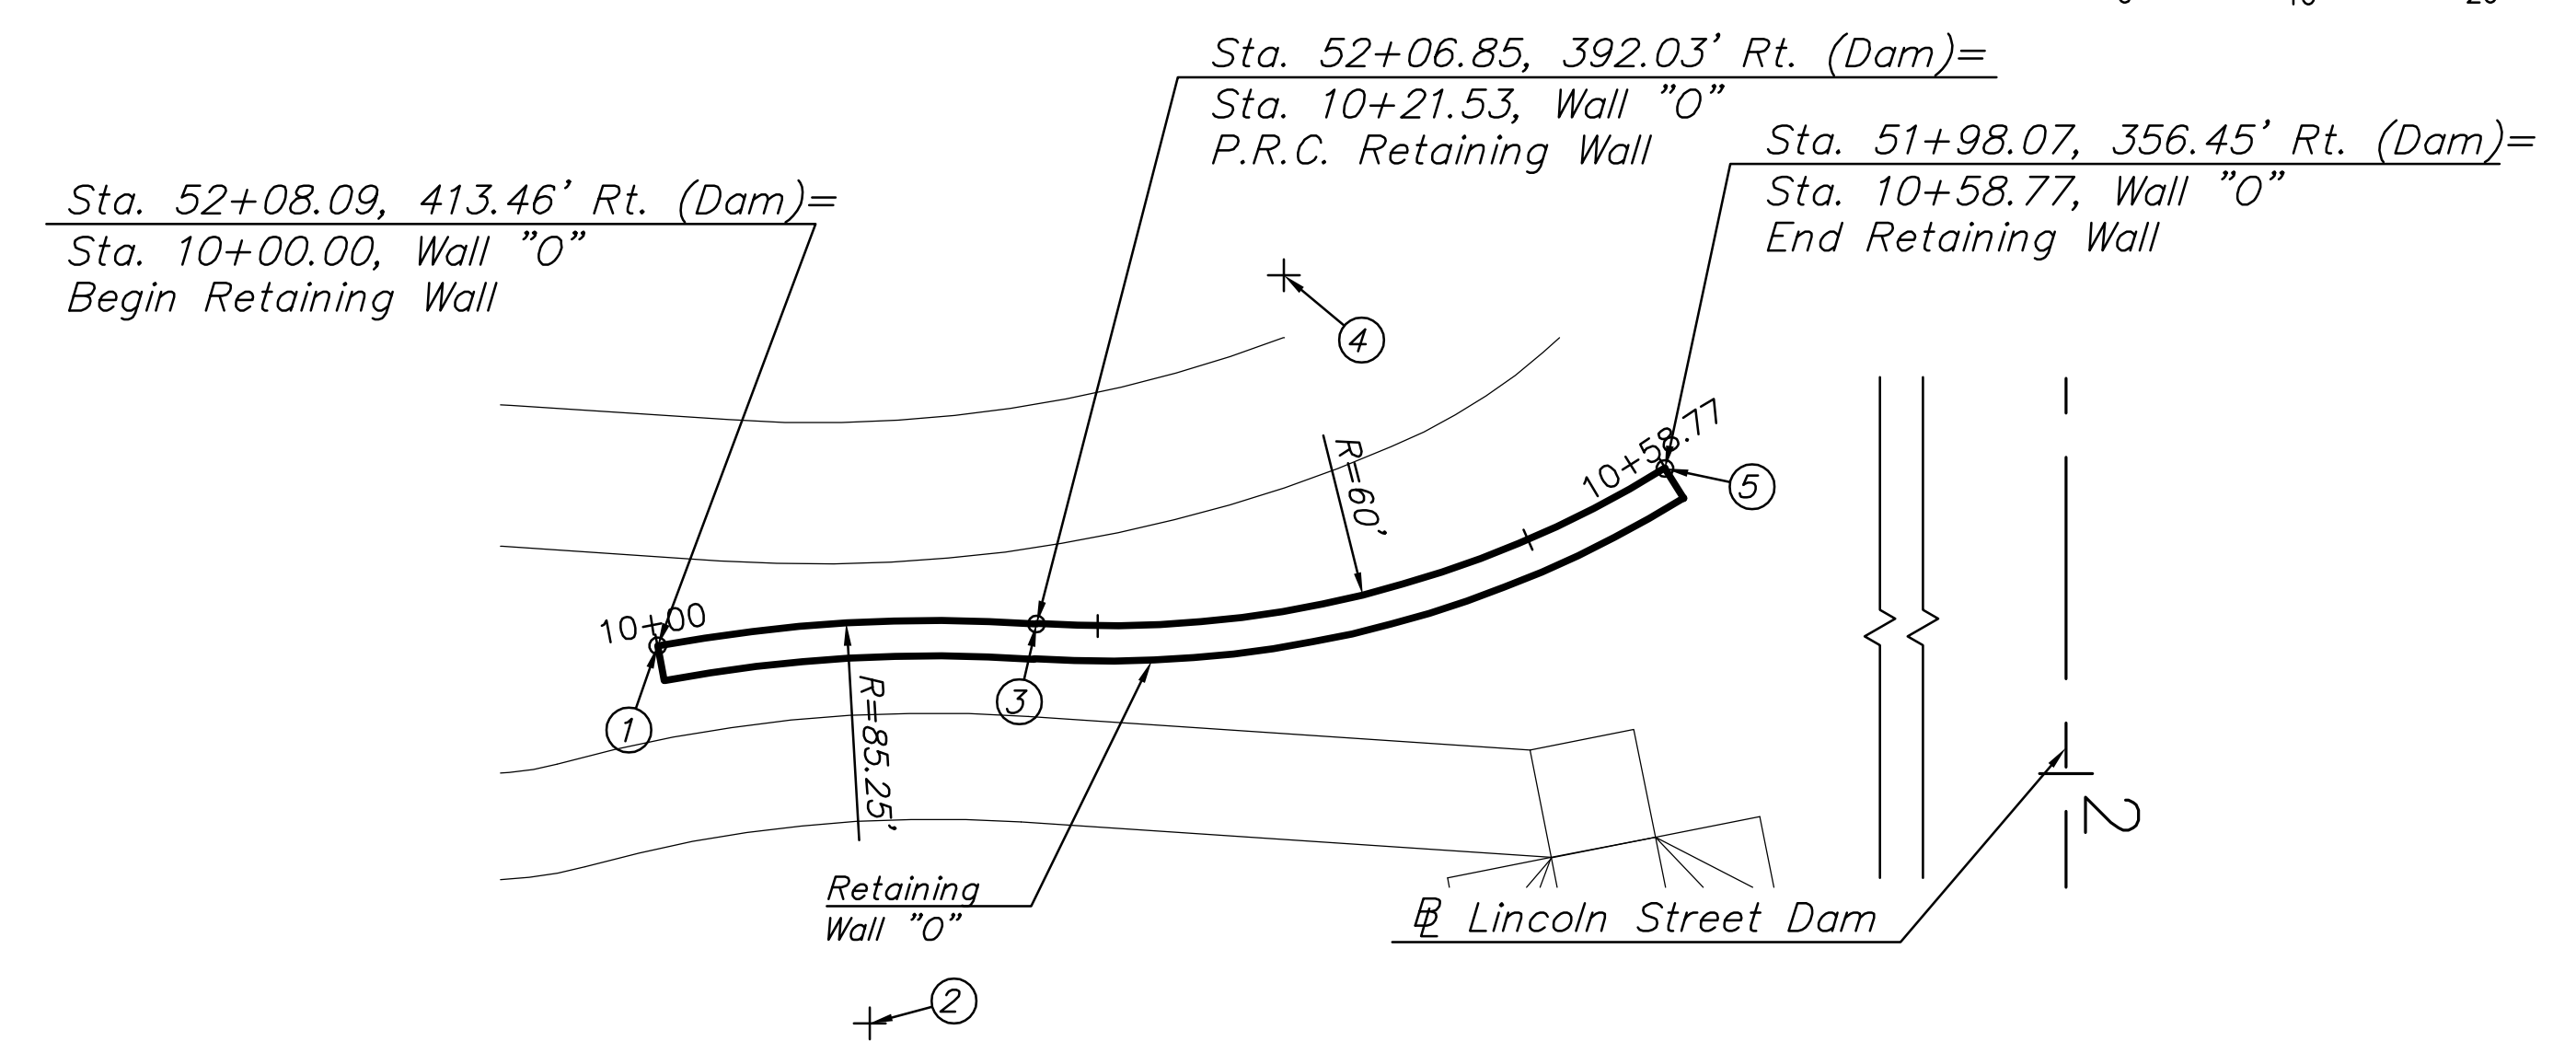 Sta. 52+06.85, 392.03' Rt. (Dam)=
Sta. 10+21.53, Wall "O"
P.R.C. Retaining Wall
Sta. 51+98.07, 356.45' Rt. (Dam)=
Sta. 10+58.77, Wall "O"
End Retaining Wall
Sta. 52+08.09, 413.46' Rt. (Dam)=
Sta. 10+00.00, Wall "O"
Begin Retaining Wall
4
10+58.77
R=60'
5
10+00
3
1
R=85.25'
2
Retaining
Wall "O"
Lincoln Street Dam
2